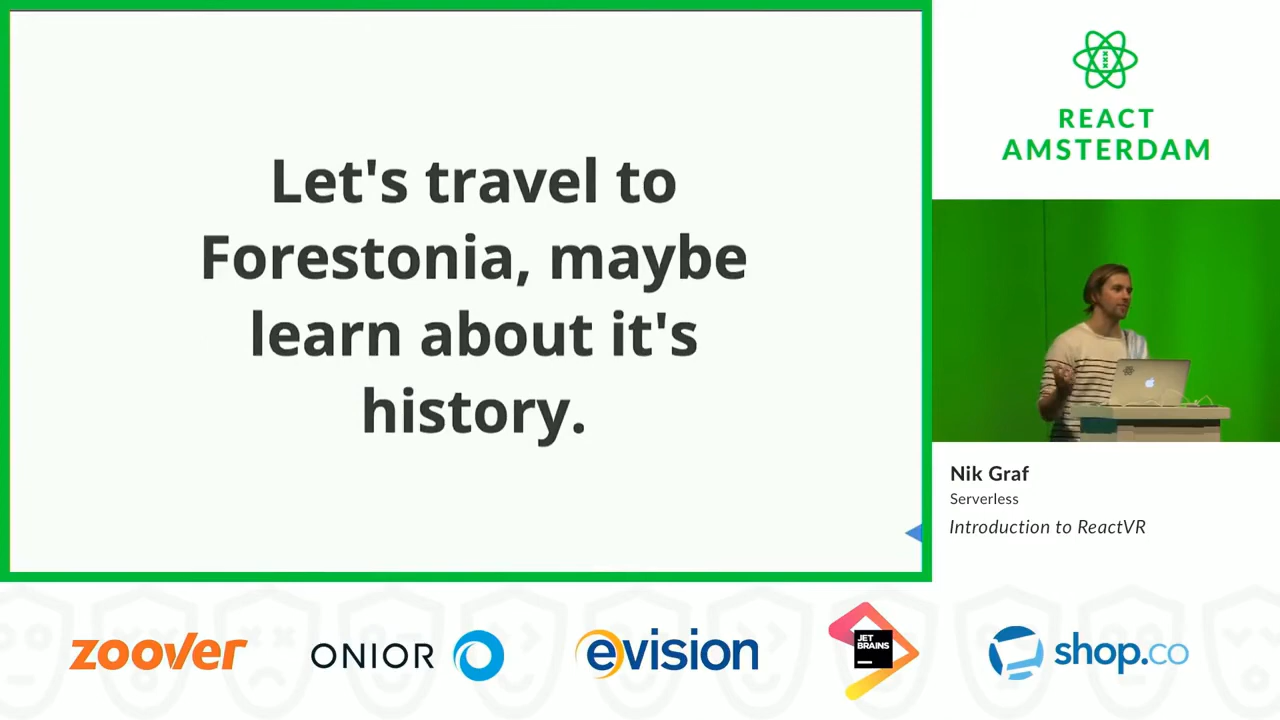 Let's travel to
Forestonia, maybe
learn about it's
history.
REACT
AMSTERDAM
Nik Graf
Serverless
Introduction to ReactVR
zoover
ONIOR
evision
JET
BRAINS
shop.co